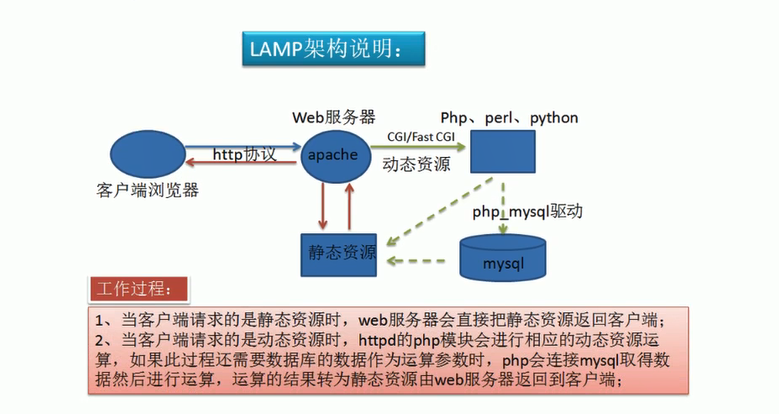 LAMP架构说明：
Web服务器
Php、perl、python
CGI/Fast CGI
http协议
apache
动态资源
客户端浏览器
php_mysql驱动
静态资源
mysql
工作过程：
1、当客户端请求的是静态资源时，web服务器会直接把静态资源返回客户端；
2、当客户端请求的是动态资源时，httpd的php模块会进行相应的动态资源运
算，如果此过程还需要数据库的数据作为运算参数时，php会连接mysql取得数
据然后进行运算，运算的结果转为静态资源由web服务器返回到客户端；